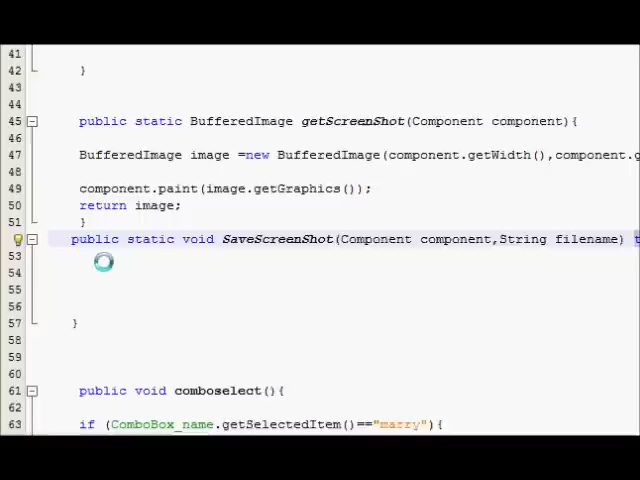 41
42 }
43
44
45 public static BufferedImage getScreenShot(Component component){
46
47 BufferedImage image =new BufferedImage(component.getWidth(),component.g
48
49 component.paint(image.getGraphics());
50 return image;
51 }
public static void SaveScreenShot(Component component,String filename) t
53
54
55
56
57 }
58
59
60
61 public void comboselect(){
62
63 if (ComboBox_name.getSelectedItem()=="marry"){